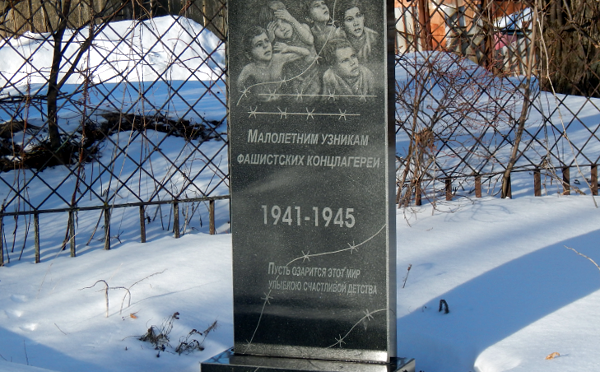 Малолетним узникам
фашистских концлагерей
1941-1945
Пусть озарится этот мир
улыбкою счастливой детства